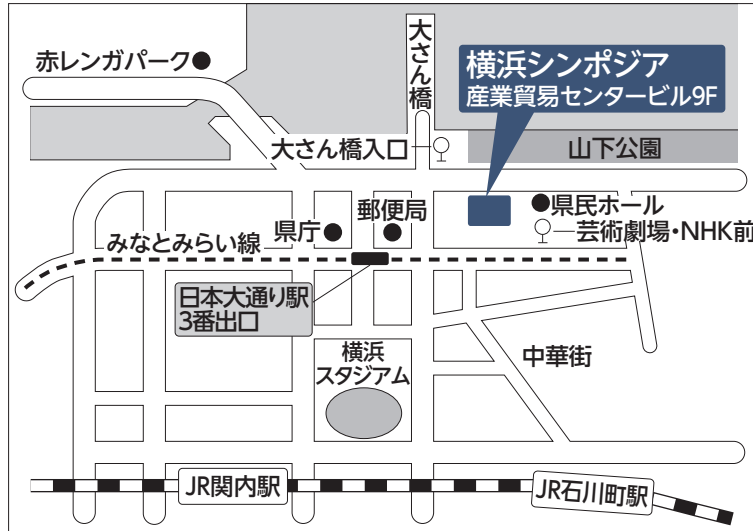 赤レンガパーク
大さん橋
横浜シンポジア
産業貿易センタービル9F
大さん橋入口
山下公園
県民ホール
郵便局
県庁
芸術劇場・NHK前
みなとみらい線
日本大通り駅
3番出口
横浜
スタジアム
中華街
JR関内駅
JR石川町駅